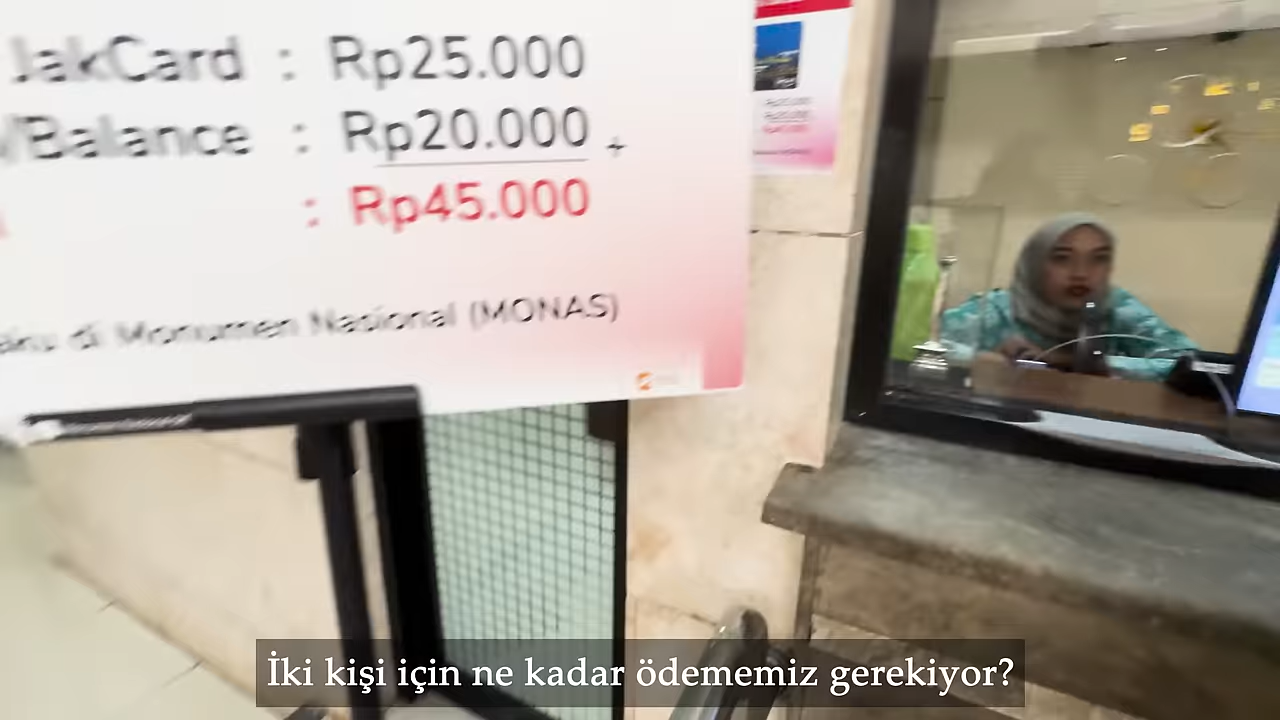 JakCard : Rp25.000
/Balance : Rp20.000 +
: Rp45.000
di Monumen Nasional (MONAS)
İki kişi için ne kadar ödememiz gerekiyor?